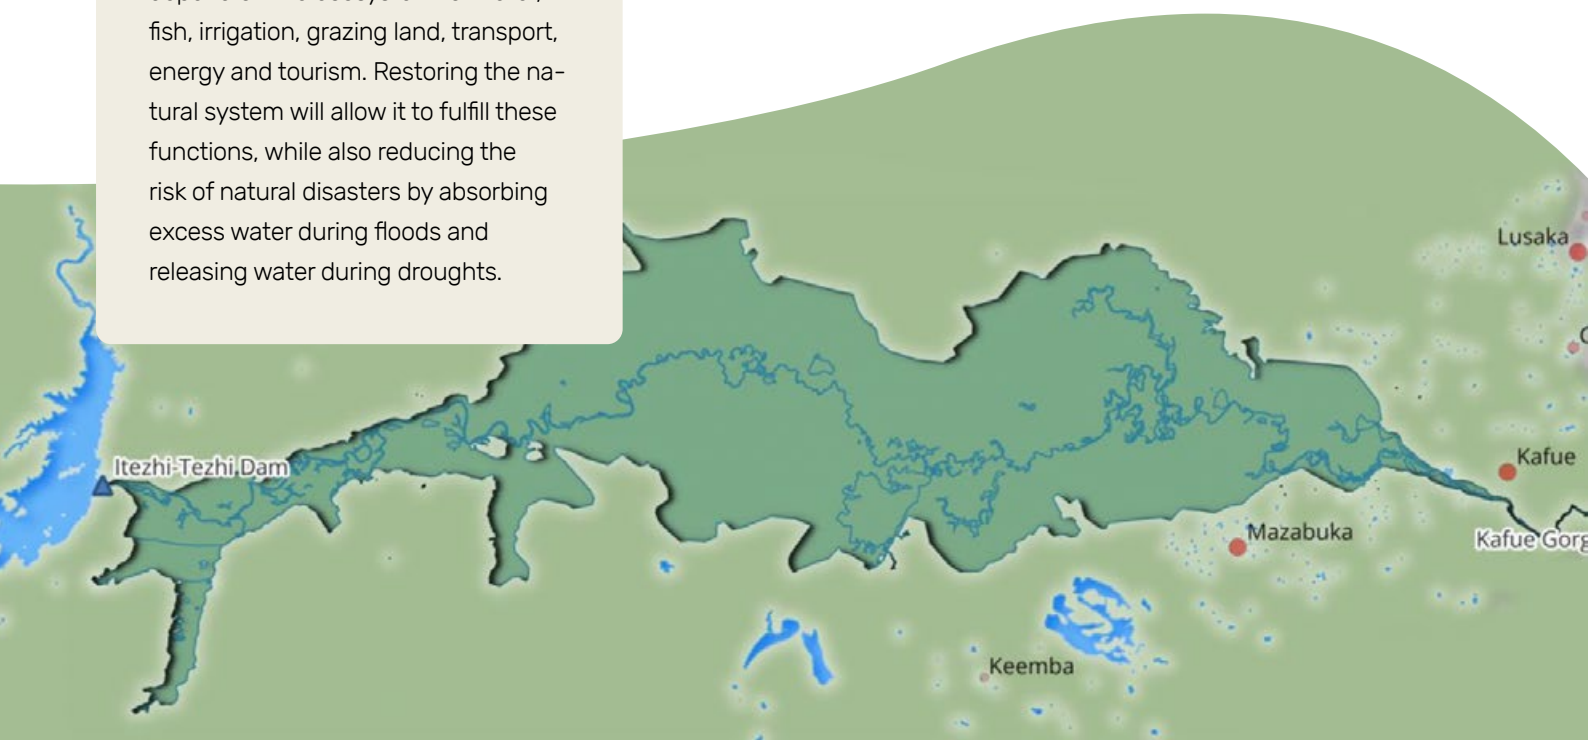 fish, irrigation, grazing land, transport,
energy and tourism. Restoring the na-
tural system will allow it to fulfill these
functions, while also reducing the
risk of natural disasters by absorbing
excess water during floods and
releasing water during droughts.
Lusaka
Itezhi-Tezhi Dam
Kafue
Mazabuka
Kafue Gorg
Keemba